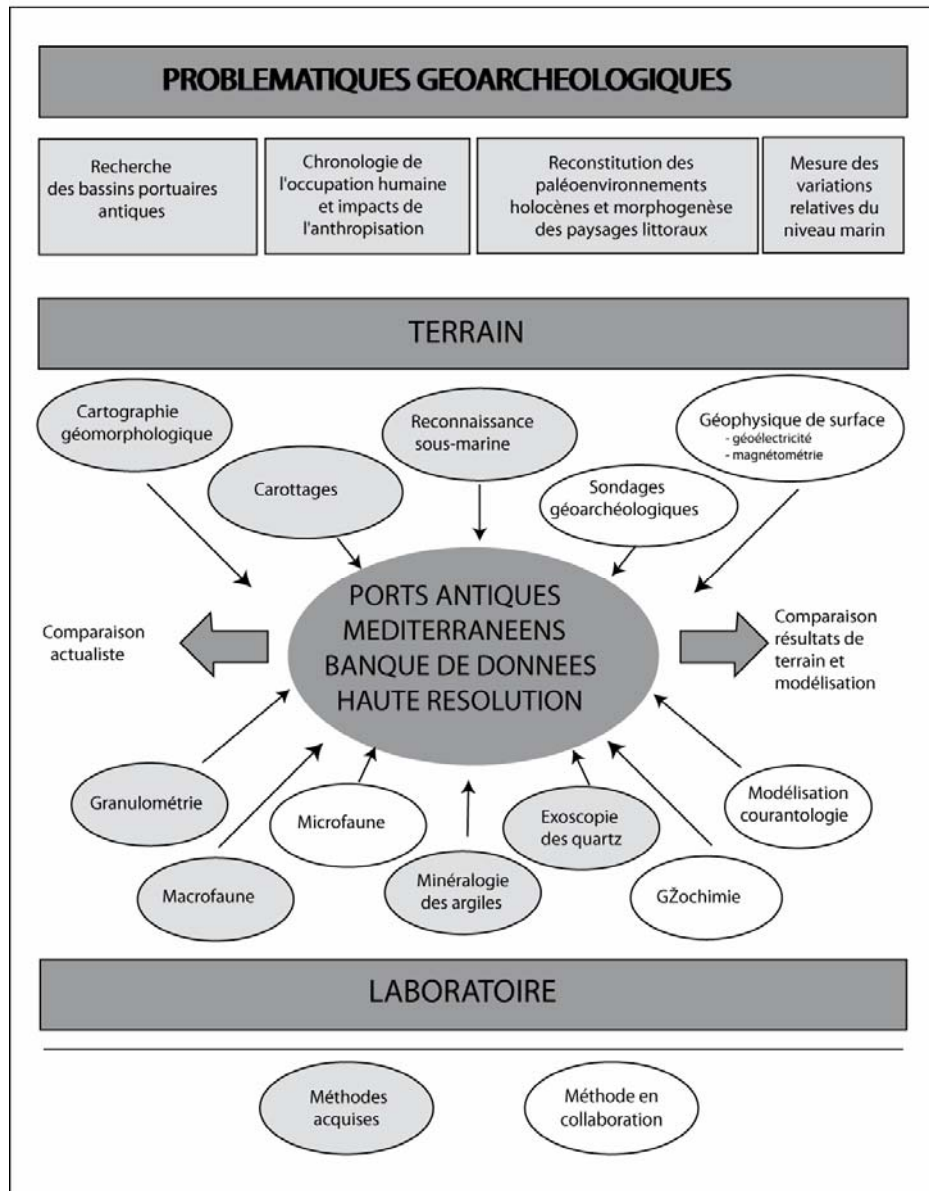 PROBLEMATIQUES GEOARCHEOLOGIQUES
Recherche
des bassins portuaires
antiques
Chronologie de
l'occupation humaine
et impacts de
l'anthropisation
Reconstitution des
paléoenvironnements
holocènes et morphogenèse
des paysages littoraux
Mesure des
variations
relatives du
niveau marin
TERRAIN
Cartographie
géomorphologique
Carottages
Reconnaissance
sous-marine
Sondages
géoarchéologiques
Géophysique de surface
- géoélectricité
- magnétométrie
Comparaison
actualiste
PORTS ANTIQUES
MEDITERRANEENS
BANQUE DE DONNEES
HAUTE RESOLUTION
Comparaison
résultats de
terrain et
modélisation
Granulométrie
Macrofaune
Microfaune
Minéralogie
des argiles
Exoscopie
des quartz
GŽochimie
Modélisation
courantologie
LABORATOIRE
Méthodes
acquises
Méthode en
collaboration